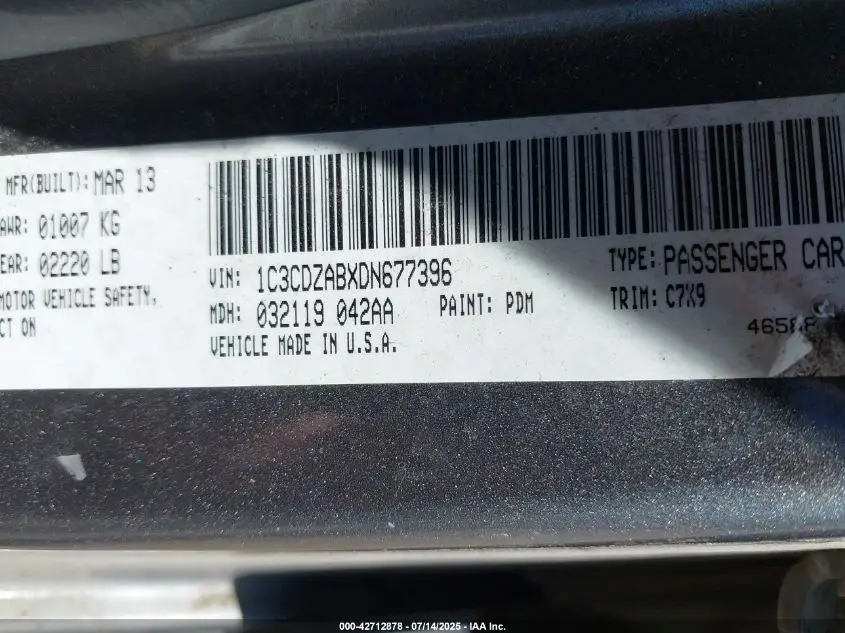 MFR(BUILT): MAR 13
AWR: 01007 KG
EAR: 02220 LB
MOTOR VEHICLE SAFETY,
CT ON
VIN: 1C3CDZABXDN677396
TYPE: PASSENGER CAR
MDH: 032119 042AA
PAINT: PDM
TRIM: C7X9
VEHICLE MADE IN U.S.A.
000-42712878 - 07/14/2025 - IAA Inc.